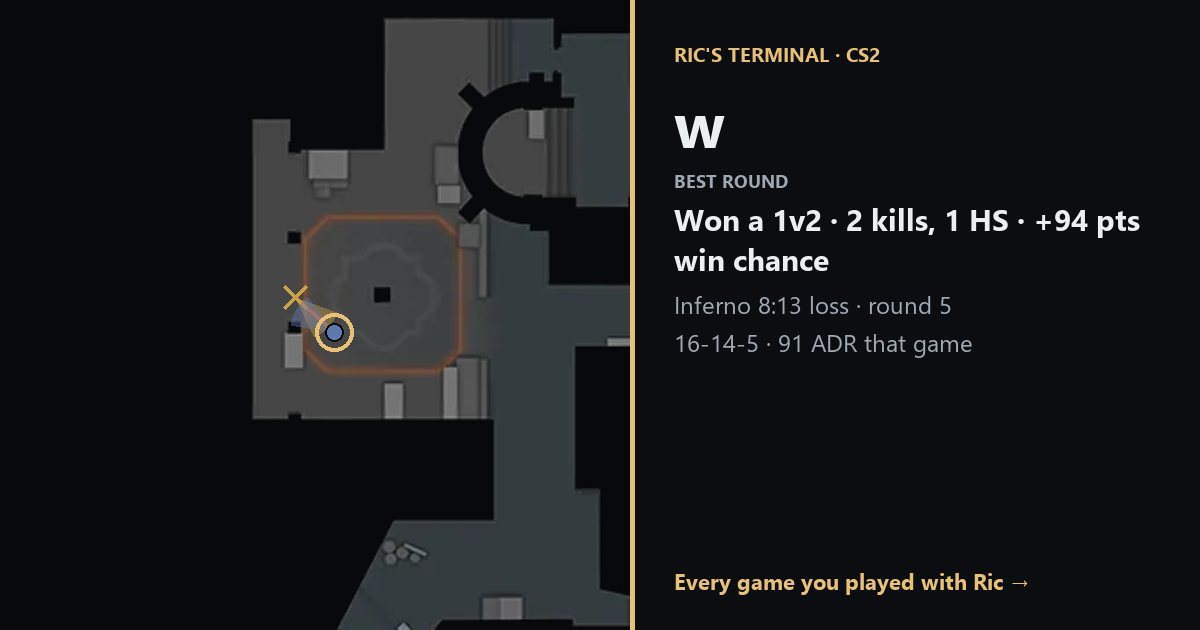 RIC'S TERMINAL · CS2
w
BEST ROUND
Won a 1v2 · 2 kills, 1 HS · +94 pts
win chance
Inferno 8:13 loss · round 5
16-14-5 · 91 ADR that game
Every game you played with Ric →